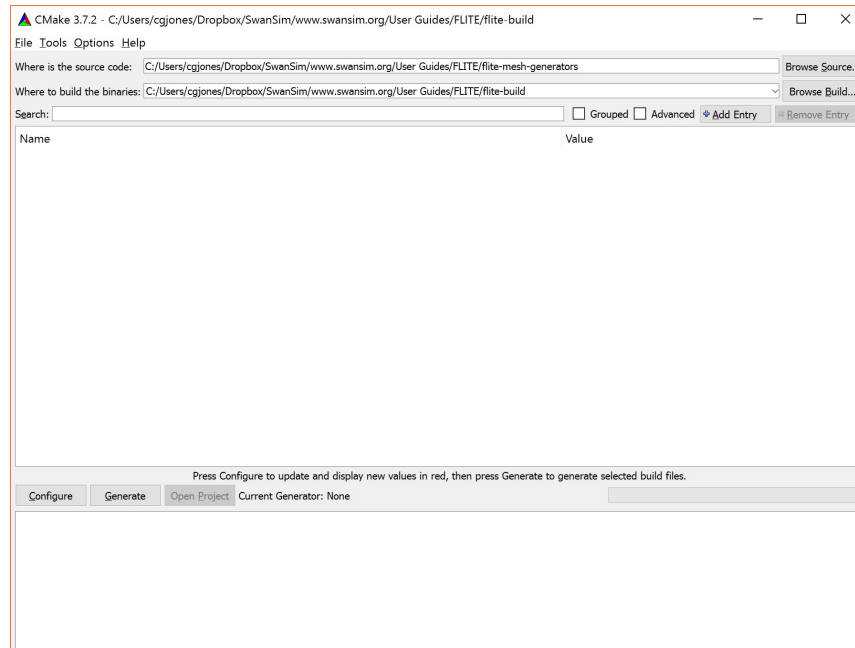 CMake 3.7.2 - C:/Users/cgjones/Dropbox/SwanSim/www.swansim.org/User Guides/FLITE/flite-build
File Tools Options Help
Where is the source code: C:/Users/cgjones/Dropbox/SwanSim/www.swansim.org/User Guides/FLITE/flite-mesh-generators Browse Source.
Where to build the binaries: C:/Users/cgjones/Dropbox/SwanSim/www.swansim.org/User Guides/FLITE/flite-build Browse Build...
Search: Grouped Advanced Add Entry Remove Entry
Name Value
Press Configure to update and display new values in red, then press Generate to generate selected build files.
Configure Generate Open Project Current Generator: None